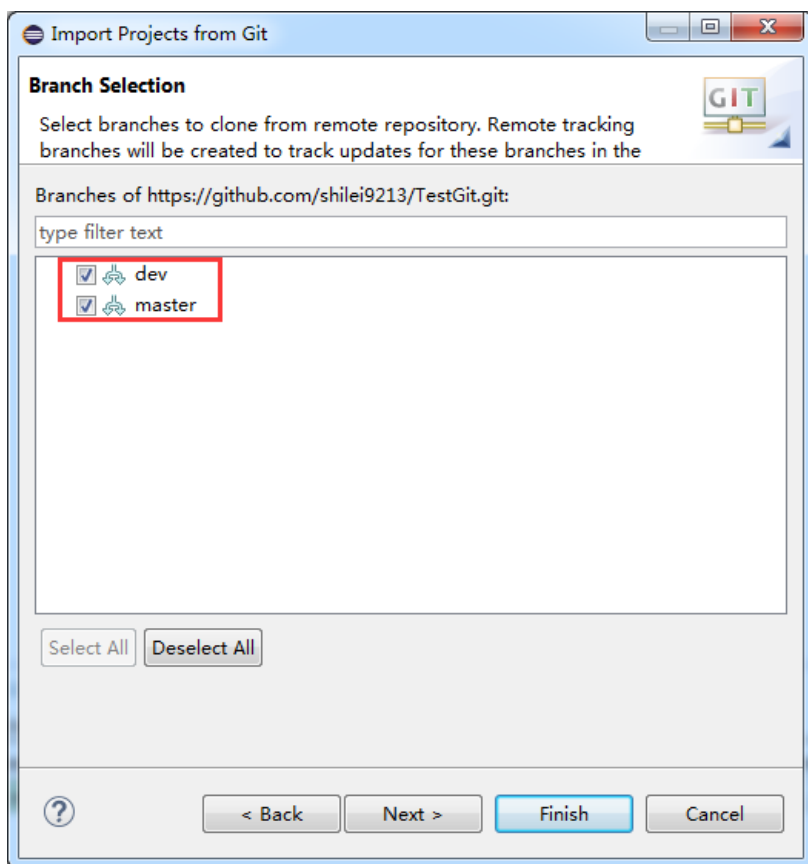 Import Projects from Git
Branch Selection
GIT
Select branches to clone from remote repository. Remote tracking
branches will be created to track updates for these branches in the
Branches of https://github.com/shilei9213/TestGit.git:
type filter text
dev
master
Select All Deselect All
? < Back Next > Finish Cancel